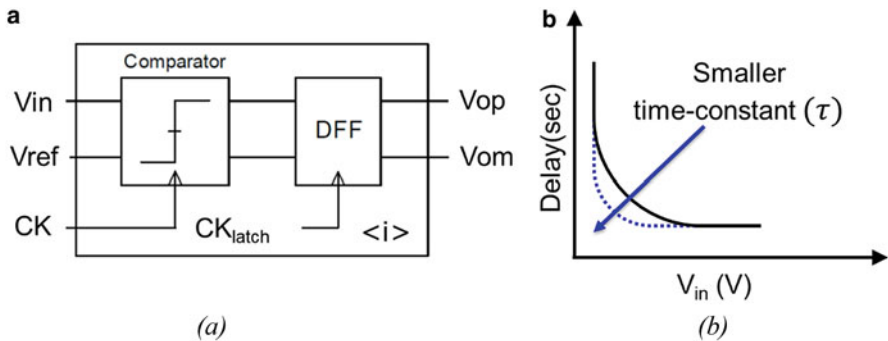 a
Comparator
Vin
Vref
CK
DFF
CKlatch
<i>
Vop
Vom
(a)
b
Smaller
time-constant (τ)
Delay(sec)
Vin (V)
(b)